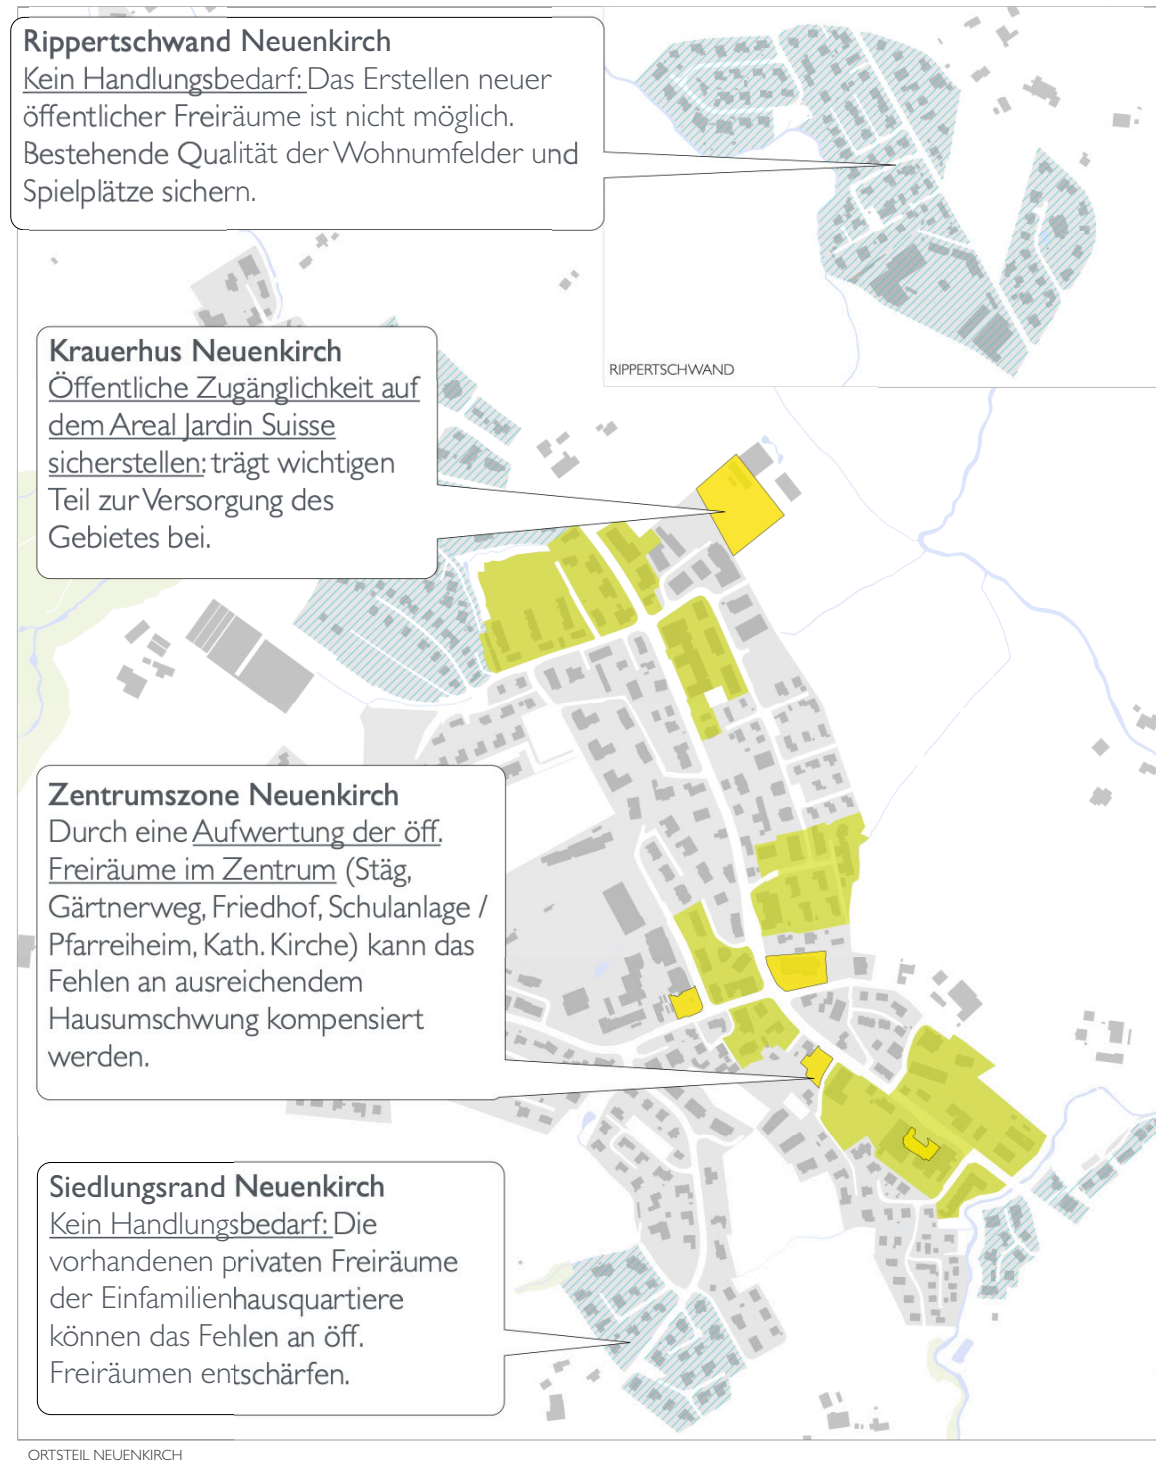 Rippertschwand Neuenkirch
Kein Handlungsbedarf: Das Erstellen neuer
öffentlicher Freiräume ist nicht möglich.
Bestehende Qualität der Wohnumfelder und
Spielplätze sichern.
RIPPERTSCHWAND
Krauerhus Neuenkirch
Öffentliche Zugänglichkeit auf
dem Areal Jardin Suisse
sicherstellen: trägt wichtigen
Teil zur Versorgung des
Gebietes bei.
Zentrumszone Neuenkirch
Durch eine Aufwertung der öff.
Freiräume im Zentrum (Stäg,
Gärtnerweg, Friedhof, Schulanlage /
Pfarreiheim, Kath. Kirche) kann das
Fehlen an ausreichendem
Hausumschwung kompensiert
werden.
Siedlungsrand Neuenkirch
Kein Handlungsbedarf: Die
vorhandenen privaten Freiräume
der Einfamilienhausquartiere
können das Fehlen an öff.
Freiräumen entschärfen.
ORTSTEIL NEUENKIRCH